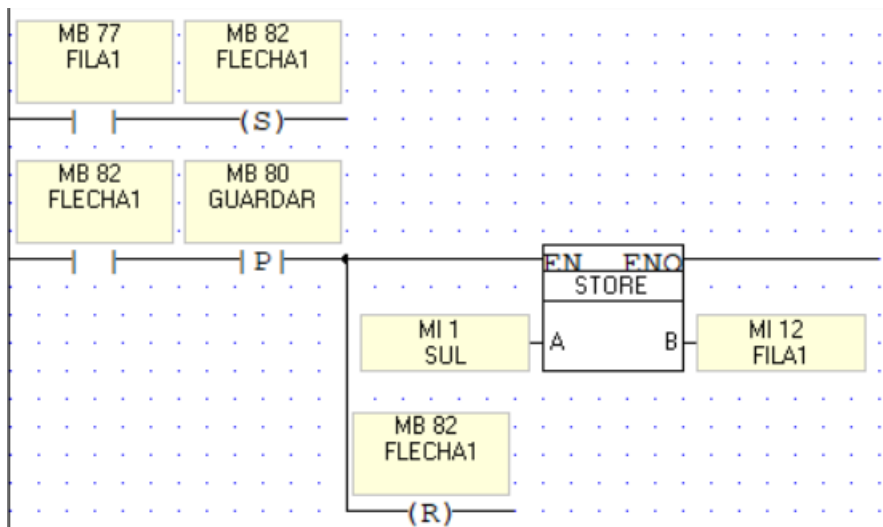 MB 77
FILA1
MB 82
FLECHA1
(S)
MB 82
FLECHA1
MB 80
GUARDAR
P
EN ENO
STORE
MI 1
SUL
A
B
MI 12
FILA1
MB 82
FLECHA1
(R)